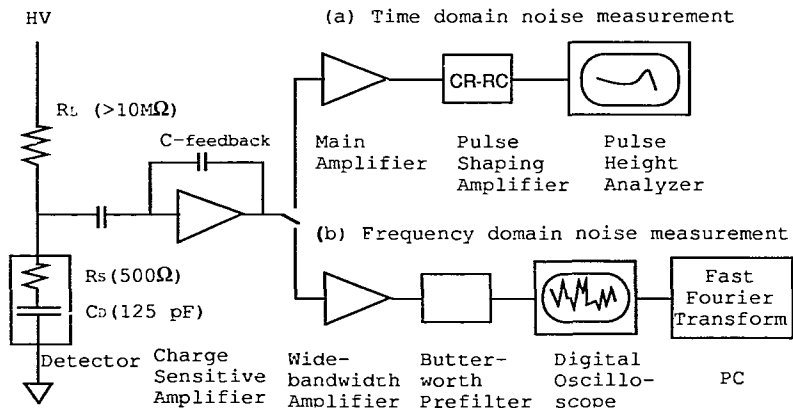 (a) Time domain noise measurement
HV
RL (>10MΩ)
C-feedback
CR-RC
Main
Amplifier
Pulse
Shaping
Amplifier
Pulse
Height
Analyzer
(b) Frequency domain noise measurement
RS(500Ω)
CD(125 pF)
Fast
Fourier
Transform
Detector
Charge
Sensitive
Amplifier
Wide-
bandwidth
Amplifier
Butter-
worth
Prefilter
Digital
Oscillo-
scope
PC